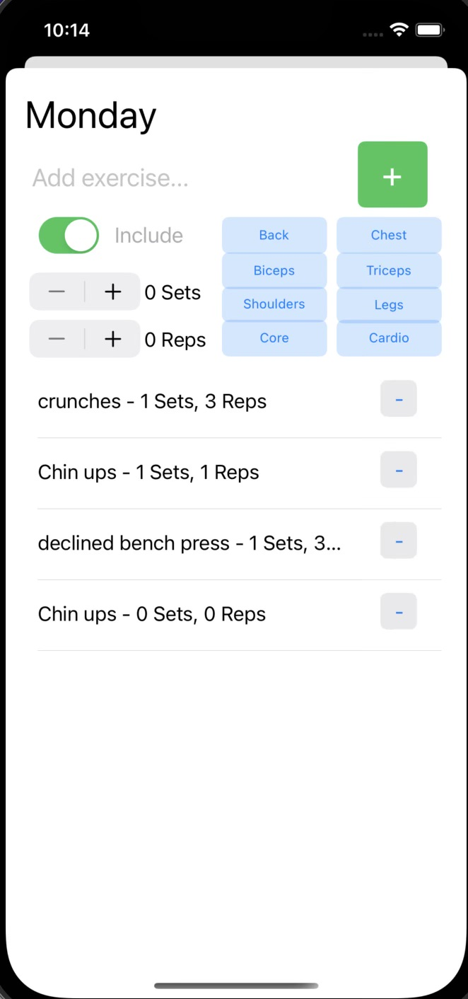 10:14
Monday
Add exercise...
+
Include
Back
Chest
Biceps
Triceps
− + 0 Sets
Shoulders
Legs
− + 0 Reps
Core
Cardio
crunches - 1 Sets, 3 Reps
-
Chin ups - 1 Sets, 1 Reps
-
declined bench press - 1 Sets, 3...
-
Chin ups - 0 Sets, 0 Reps
-